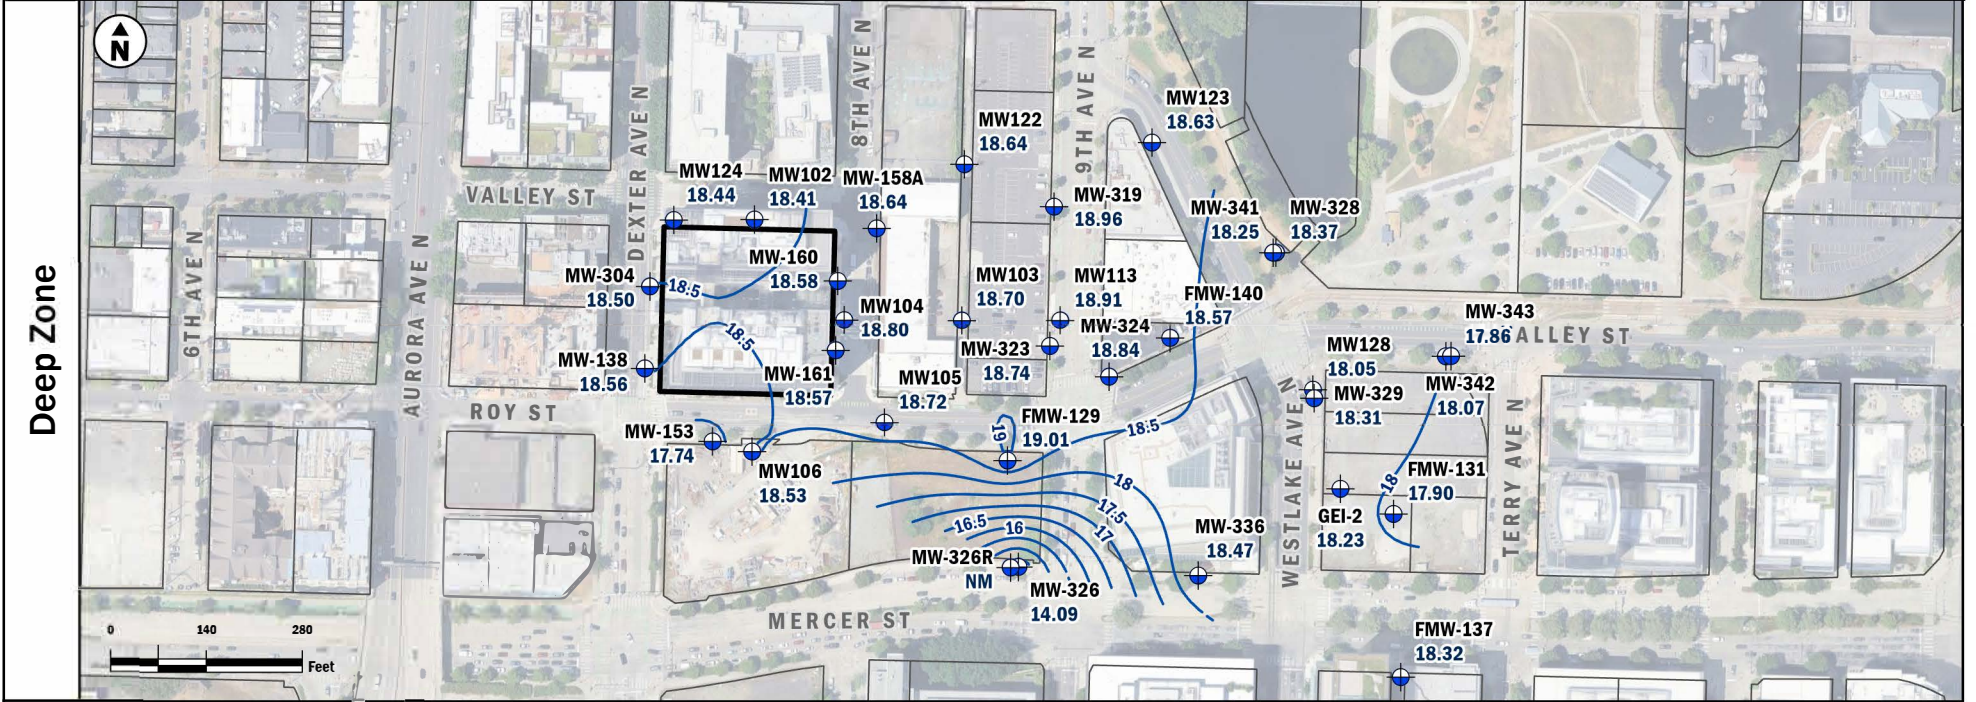 Deep Zone
N
6TH AVE N
AURORA AVE N
DEXTER AVE N
8TH AVE N
9TH AVE N
WESTLAKE AVE N
TERRY AVE N
VALLEY ST
VALLEY ST
ROY ST
MERCER ST
MW123
18.63
MW122
18.64
MW124
18.44
MW102
18.41
MW-158A
18.64
MW-319
18.96
MW-341
18.25
MW-328
18.37
MW-160
18.58
MW-304
18.50
18.5
MW103
18.70
MW113
18.91
FMW-140
18.57
MW104
18.80
MW-324
18.84
MW-343
17.86
18.5
MW-323
18.74
MW128
18.05
MW-138
18.56
MW-161
18.57
MW105
18.72
MW-329
18.31
MW-342
18.07
FMW-129
19.01
19
18.5
MW-153
17.74
MW106
18.53
18
FMW-131
17.90
18
17.5
17
16.5
16
GEI-2
18.23
MW-336
18.47
MW-326R
NM
MW-326
14.09
FMW-137
18.32
0 140 280
Feet